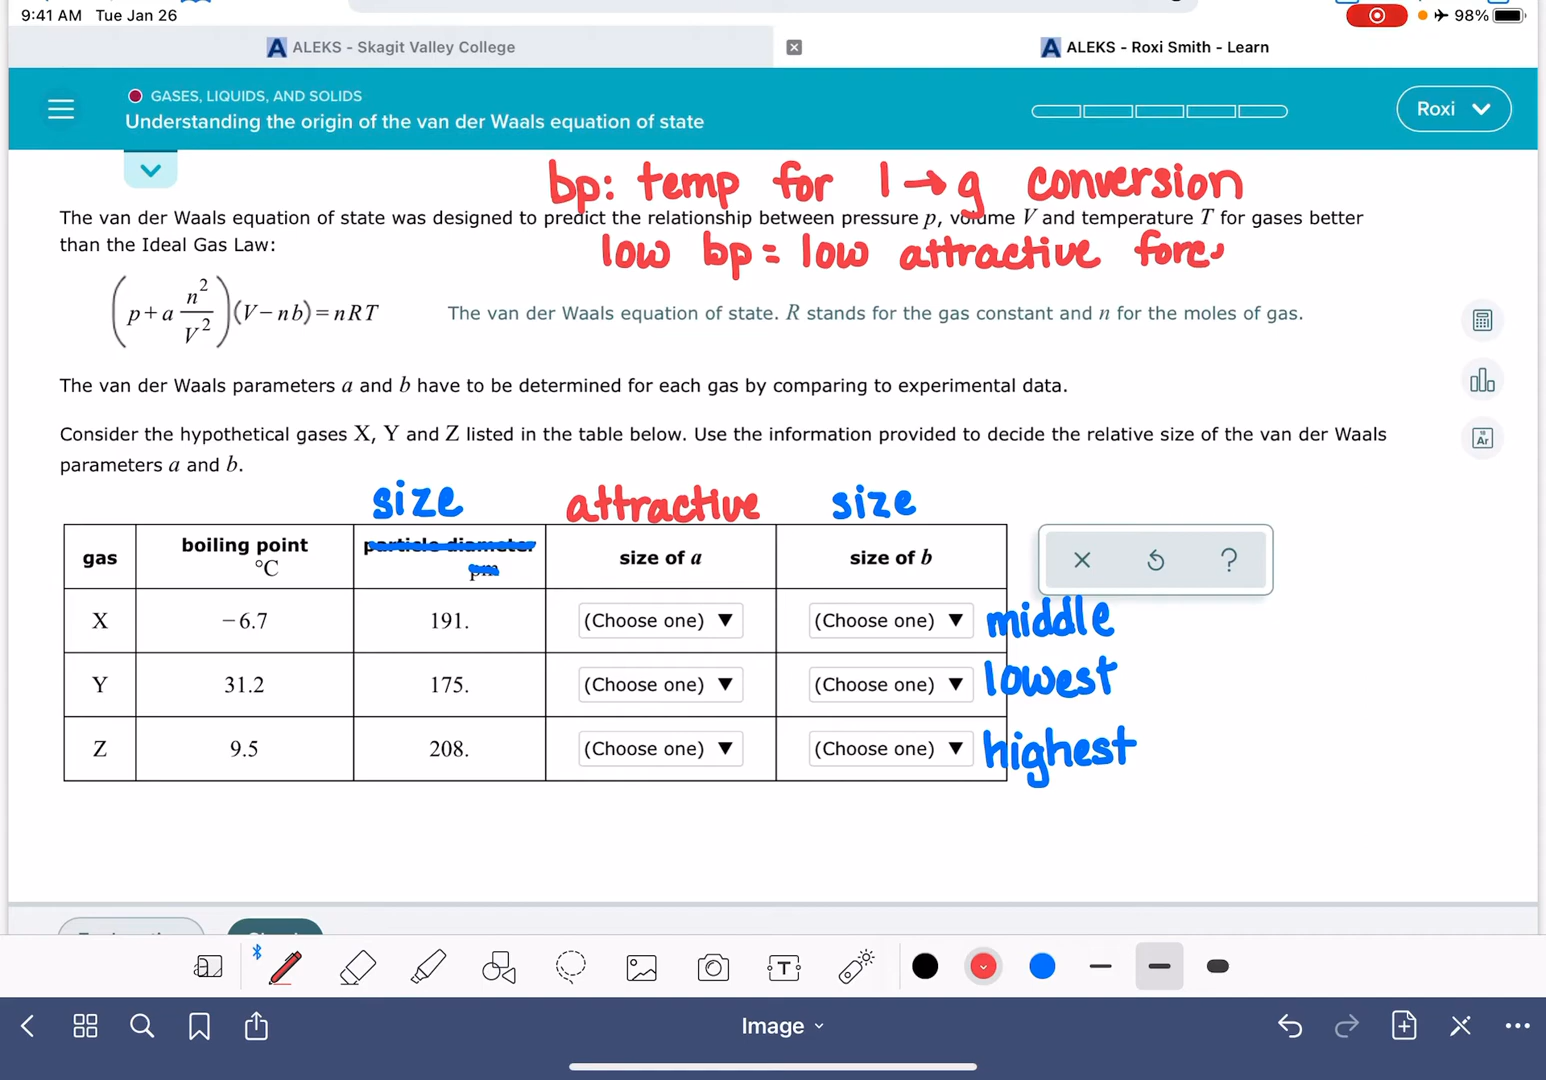 9:41 AM Tue Jan 26
98%
ALEKS - Skagit Valley College
ALEKS - Roxi Smith - Learn
GASES, LIQUIDS, AND SOLIDS
Understanding the origin of the van der Waals equation of state
Roxi
bp: temp for l → g conversion
The van der Waals equation of state was designed to predict the relationship between pressure p, volume V and temperature T for gases better
than the Ideal Gas Law:
low bp = low attractive forc
(p + a n²/V²)(V − nb) = nRT
The van der Waals equation of state. R stands for the gas constant and n for the moles of gas.
The van der Waals parameters a and b have to be determined for each gas by comparing to experimental data.
Consider the hypothetical gases X, Y and Z listed in the table below. Use the information provided to decide the relative size of the van der Waals
parameters a and b.
size attractive size
gas boiling point °C particle diameter pm size of a size of b
X −6.7 191. (Choose one) (Choose one) middle
Y 31.2 175. (Choose one) (Choose one) lowest
Z 9.5 208. (Choose one) (Choose one) highest
× ?
Ar
T
Image